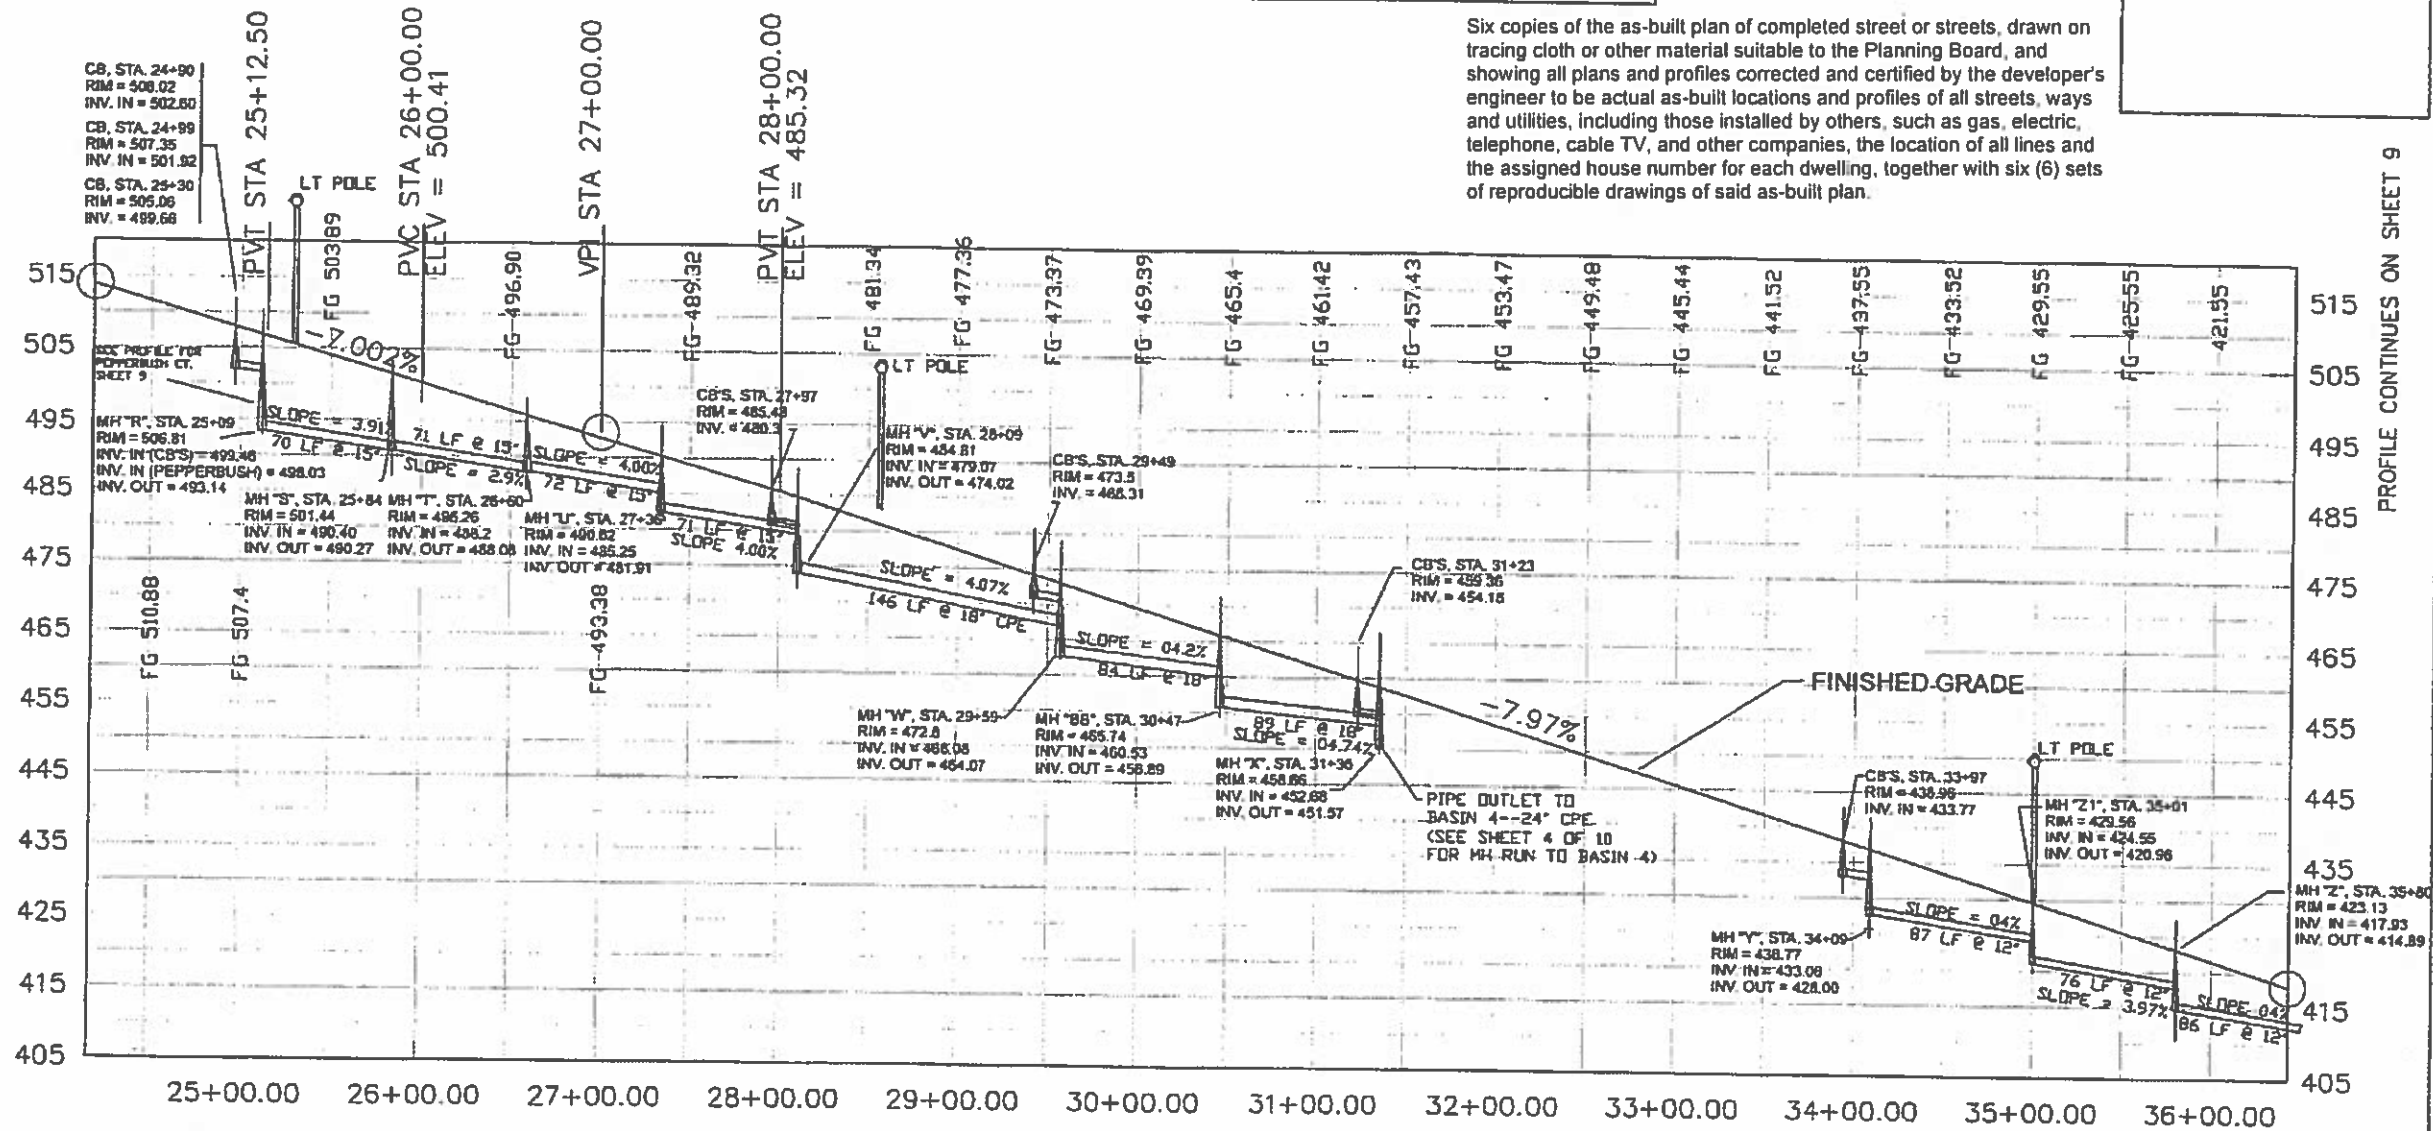 Six copies of the as-built plan of completed street or streets, drawn on
tracing cloth or other material suitable to the Planning Board, and
showing all plans and profiles corrected and certified by the developer's
engineer to be actual as-built locations and profiles of all streets, ways
and utilities, including those installed by others, such as gas, electric,
telephone, cable TV, and other companies, the location of all lines and
the assigned house number for each dwelling, together with six (6) sets
of reproducible drawings of said as-built plan.
CB, STA. 24+90
RIM = 508.02
INV. IN = 502.60
CB, STA. 24+99
RIM = 507.35
INV. IN = 501.92
CB, STA. 25+30
RIM = 505.06
INV. = 499.66
PVT STA 25+12.50
LT POLE
FG 503.89
PVC STA 26+00.00
ELEV = 500.41
FG 496.90
VPI STA 27+00.00
FG 489.32
PVT STA 28+00.00
ELEV = 485.32
FG 481.34
FG 477.36
FG 473.37
FG 469.39
FG 465.4
FG 461.42
FG 457.43
FG 453.47
FG 449.48
FG 445.44
FG 441.52
FG 437.55
FG 433.52
FG 429.55
FG 425.55
421.55
PROFILE CONTINUES ON SHEET 9
515
505
495
485
475
465
455
445
435
425
415
405
-7.002%
SEE PROFILE FOR
PEPPERBUSH CT.
SHEET 9
MH "R", STA. 25+09
RIM = 506.81
INV. IN (CB'S) = 499.46
INV. IN (PEPPERBUSH) = 498.03
INV. OUT = 493.14
SLOPE = 3.91%
70 LF @ 15"
71 LF @ 15"
SLOPE = 2.9%
SLOPE = 4.00%
72 LF @ 15"
71 LF @ 15"
SLOPE 4.00%
MH "S", STA. 25+84
RIM = 501.44
INV. IN = 490.40
INV. OUT = 490.27
MH "T", STA. 26+60
RIM = 496.26
INV. IN = 488.2
INV. OUT = 488.08
MH "U", STA. 27+36
RIM = 490.62
INV. IN = 485.25
INV. OUT = 481.91
CB'S, STA. 27+97
RIM = 485.43
INV. = 480.3
LT POLE
MH "V", STA. 28+09
RIM = 484.81
INV. IN = 479.07
INV. OUT = 474.02
CB'S, STA. 29+49
RIM = 473.5
INV. = 468.31
FG 510.88
FG 507.4
FG 493.38
SLOPE = 4.07%
146 LF @ 18" CPE
SLOPE = 04.2%
84 LF @ 18"
CB'S, STA. 31+23
RIM = 459.36
INV. = 454.18
89 LF @ 18"
SLOPE = 04.74%
MH "W", STA. 29+59
RIM = 472.8
INV. IN = 468.08
INV. OUT = 464.07
MH "BB", STA. 30+47
RIM = 465.74
INV. IN = 460.53
INV. OUT = 456.89
MH "X", STA. 31+36
RIM = 458.66
INV. IN = 452.68
INV. OUT = 451.57
PIPE OUTLET TO
BASIN 4--24" CPE
(SEE SHEET 4 OF 10
FOR MH RUN TO BASIN 4)
-7.97%
FINISHED GRADE
CB'S, STA. 33+97
RIM = 438.96
INV. IN = 433.77
LT POLE
MH "Z1", STA. 35+01
RIM = 429.56
INV. IN = 424.55
INV. OUT = 420.96
MH "Y", STA. 34+09
RIM = 438.77
INV. IN = 433.08
INV. OUT = 428.00
SLOPE = 04%
87 LF @ 12"
76 LF @ 12"
SLOPE = 3.97%
SLOPE 04%
86 LF @ 12"
MH "Z", STA. 35+80
RIM = 423.13
INV. IN = 417.93
INV. OUT = 414.89
515
505
495
485
475
465
455
445
435
415
405
25+00.00 26+00.00 27+00.00 28+00.00 29+00.00 30+00.00 31+00.00 32+00.00 33+00.00 34+00.00 35+00.00 36+00.00